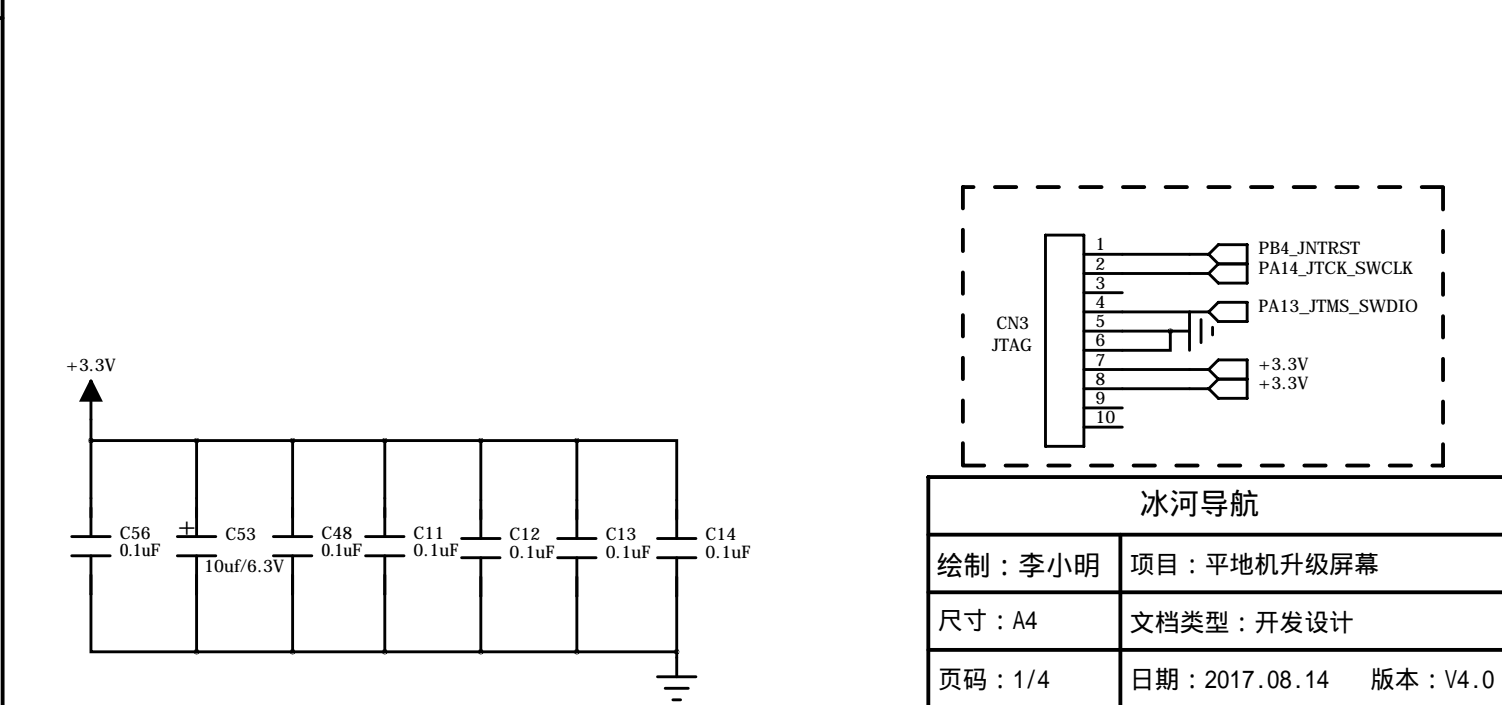 +3.3V
+
C56
0.1uF
C53
10uf/6.3V
C48
0.1uF
C11
0.1uF
C12
0.1uF
C13
0.1uF
C14
0.1uF
CN3
JTAG
1
2
3
4
5
6
7
8
9
10
PB4_JNTRST
PA14_JTCK_SWCLK
PA13_JTMS_SWDIO
+3.3V
+3.3V
冰河导航
绘制：李小明
项目：平地机升级屏幕
尺寸：A4
文档类型：开发设计
页码：1/4
日期：2017.08.14 版本：V4.0